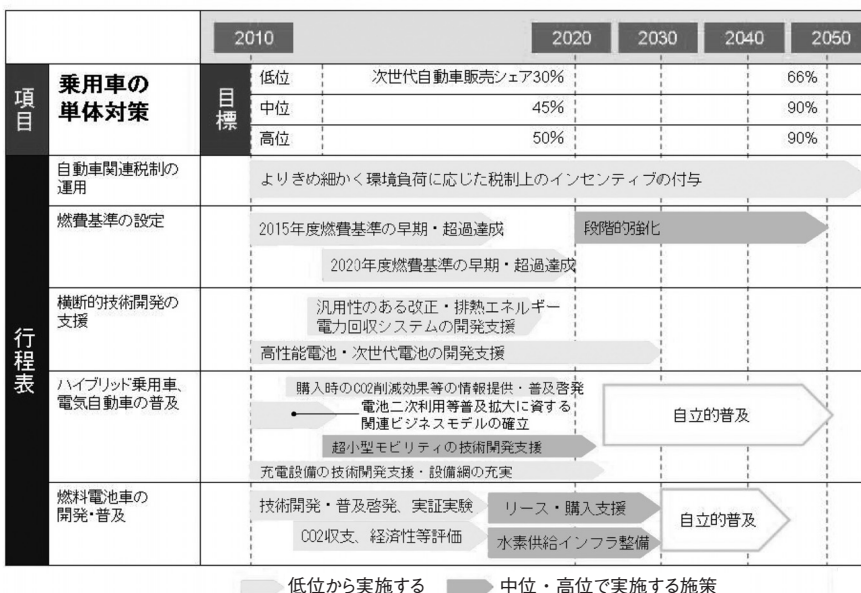 2010
2020
2030
2040
2050
項目
乗用車の
単体対策
目標
低位
次世代自動車販売シェア30%
66%
中位
45%
90%
高位
50%
90%
行程表
自動車関連税制の
運用
よりきめ細かく環境負荷に応じた税制上のインセンティブの付与
燃費基準の設定
2015年度燃費基準の早期・超過達成
段階的強化
2020年度燃費基準の早期・超過達成
横断的技術開発の
支援
汎用性のある改正・排熱エネルギー
電力回収システムの開発支援
高性能電池・次世代電池の開発支援
ハイブリッド乗用車、
電気自動車の普及
購入時のCO2削減効果等の情報提供・普及啓発
電池二次利用等普及拡大に資する
関連ビジネスモデルの確立
自立的普及
超小型モビリティの技術開発支援
充電設備の技術開発支援・設備網の充実
燃料電池車の
開発・普及
技術開発・普及啓発、実証実験
リース・購入支援
自立的普及
CO2収支、経済性等評価
水素供給インフラ整備
低位から実施する
中位・高位で実施する施策